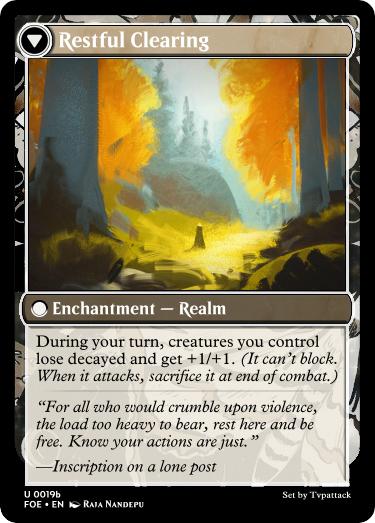 Restful Clearing
Enchantment — Realm
During your turn, creatures you control
lose decayed and get +1/+1. (It can't block.
When it attacks, sacrifice it at end of combat.)
"For all who would crumble upon violence,
the load too heavy to bear, rest here and
be free. Know your actions are just."
—Inscription on a lone post
U 0019b
FOE • EN Raja Nandepu
Set by Tvpattack